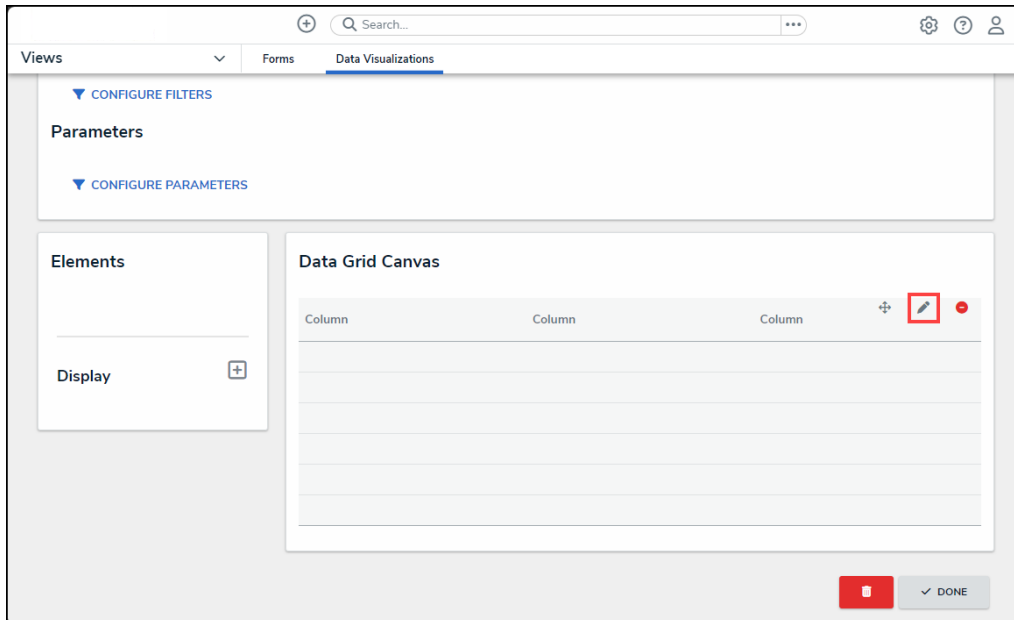 Search...
Views
Forms
Data Visualizations
CONFIGURE FILTERS
Parameters
CONFIGURE PARAMETERS
Elements
Data Grid Canvas
Column Column Column
Display
DONE